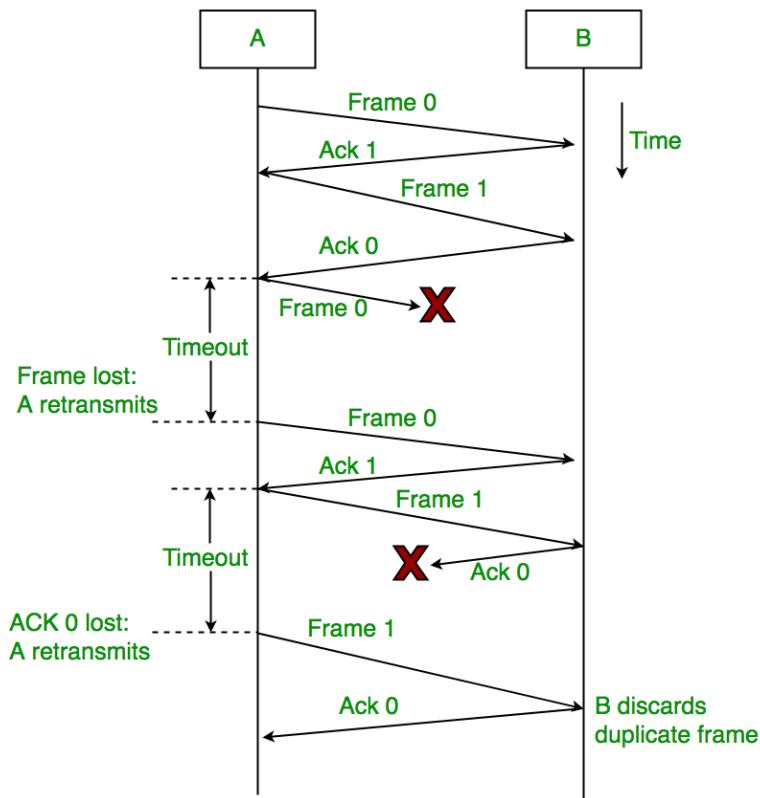 A
B
Frame 0
Time
Ack 1
Frame 1
Ack 0
Frame 0
X
Timeout
Frame lost:
A retransmits
Frame 0
Ack 1
Frame 1
Timeout
X
Ack 0
ACK 0 lost:
A retransmits
Frame 1
Ack 0
B discards
duplicate frame